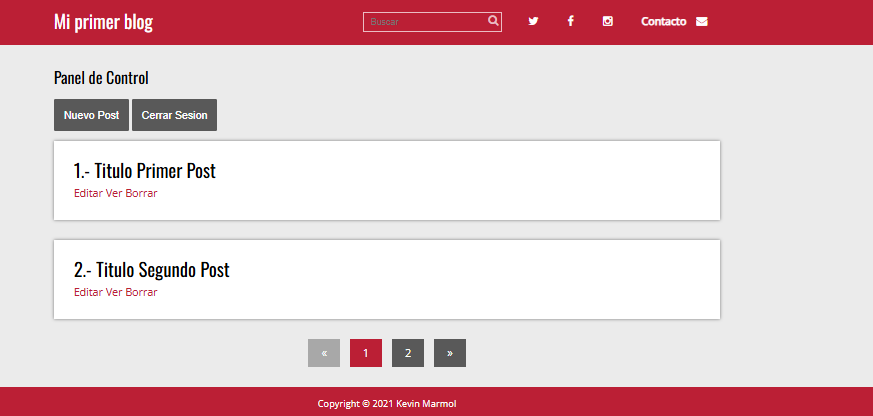 Mi primer blog
Buscar
Contacto
Panel de Control
Nuevo Post Cerrar Sesion
1.- Titulo Primer Post
Editar Ver Borrar
2.- Titulo Segundo Post
Editar Ver Borrar
« 1 2 »
Copyright © 2021 Kevin Marmol